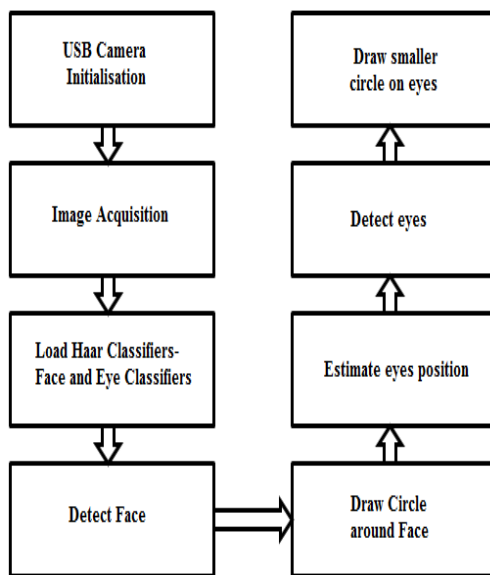 USB Camera
Initialisation
Image Acquisition
Load Haar Classifiers-
Face and Eye Classifiers
Detect Face
Draw Circle
around Face
Estimate eyes position
Detect eyes
Draw smaller
circle on eyes